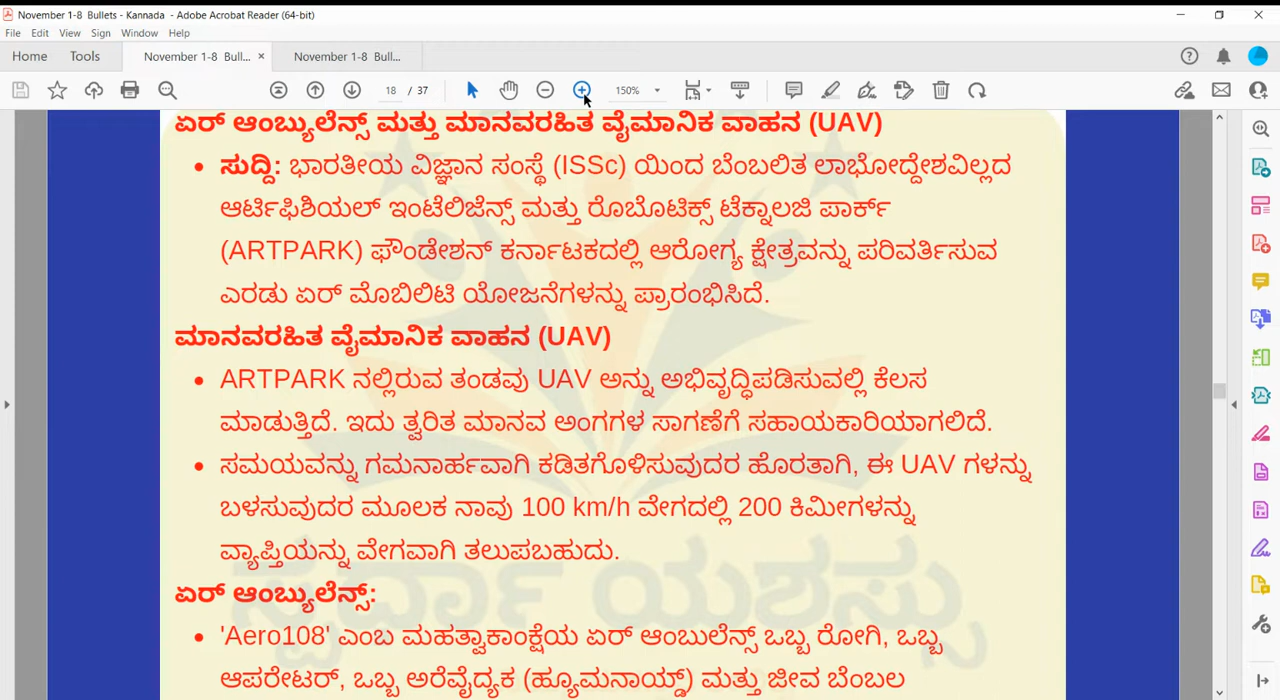 November 1-8  Bullets - Kannada  - Adobe Acrobat Reader (64-bit)
File Edit View Sign Window Help
Home Tools November 1-8  Bull... × November 1-8  Bull...
18 / 37 150%
ಏರ್ ಆಂಬ್ಯುಲೆನ್ಸ್ ಮತ್ತು ಮಾನವರಹಿತ ವೈಮಾನಿಕ ವಾಹನ (UAV)
• ಸುದ್ದಿ: ಭಾರತೀಯ ವಿಜ್ಞಾನ ಸಂಸ್ಥೆ (ISSc) ಯಿಂದ ಬೆಂಬಲಿತ ಲಾಭೋದ್ದೇಶವಿಲ್ಲದ
ಆರ್ಟಿಫಿಶಿಯಲ್ ಇಂಟೆಲಿಜೆನ್ಸ್ ಮತ್ತು ರೊಬೊಟಿಕ್ಸ್ ಟೆಕ್ನಾಲಜಿ ಪಾರ್ಕ್
(ARTPARK) ಫೌಂಡೇಶನ್ ಕರ್ನಾಟಕದಲ್ಲಿ ಆರೋಗ್ಯ ಕ್ಷೇತ್ರವನ್ನು ಪರಿವರ್ತಿಸುವ
ಎರಡು ಏರ್ ಮೊಬಿಲಿಟಿ ಯೋಜನೆಗಳನ್ನು ಪ್ರಾರಂಭಿಸಿದೆ.
ಮಾನವರಹಿತ ವೈಮಾನಿಕ ವಾಹನ (UAV)
• ARTPARK ನಲ್ಲಿರುವ ತಂಡವು UAV ಅನ್ನು ಅಭಿವೃದ್ಧಿಪಡಿಸುವಲ್ಲಿ ಕೆಲಸ
ಮಾಡುತ್ತಿದೆ. ಇದು ತ್ವರಿತ ಮಾನವ ಅಂಗಗಳ ಸಾಗಣೆಗೆ ಸಹಾಯಕಾರಿಯಾಗಲಿದೆ.
• ಸಮಯವನ್ನು ಗಮನಾರ್ಹವಾಗಿ ಕಡಿತಗೊಳಿಸುವುದರ ಹೊರತಾಗಿ, ಈ UAV ಗಳನ್ನು
ಬಳಸುವುದರ ಮೂಲಕ ನಾವು 100 km/h ವೇಗದಲ್ಲಿ 200 ಕಿಮೀಗಳನ್ನು
ವ್ಯಾಪ್ತಿಯನ್ನು ವೇಗವಾಗಿ ತಲುಪಬಹುದು.
ಏರ್ ಆಂಬ್ಯುಲೆನ್ಸ್:
• 'Aero108' ಎಂಬ ಮಹತ್ವಾಕಾಂಕ್ಷೆಯ ಏರ್ ಆಂಬುಲೆನ್ಸ್ ಒಬ್ಬ ರೋಗಿ, ಒಬ್ಬ
ಆಪರೇಟರ್, ಒಬ್ಬ ಅರೆವೈದ್ಯಕ (ಹ್ಯೂಮನಾಯ್ಡ್) ಮತ್ತು ಜೀವ ಬೆಂಬಲ
ಸ್ಪರ್ಧಾ ಯಶಸ್ಸು